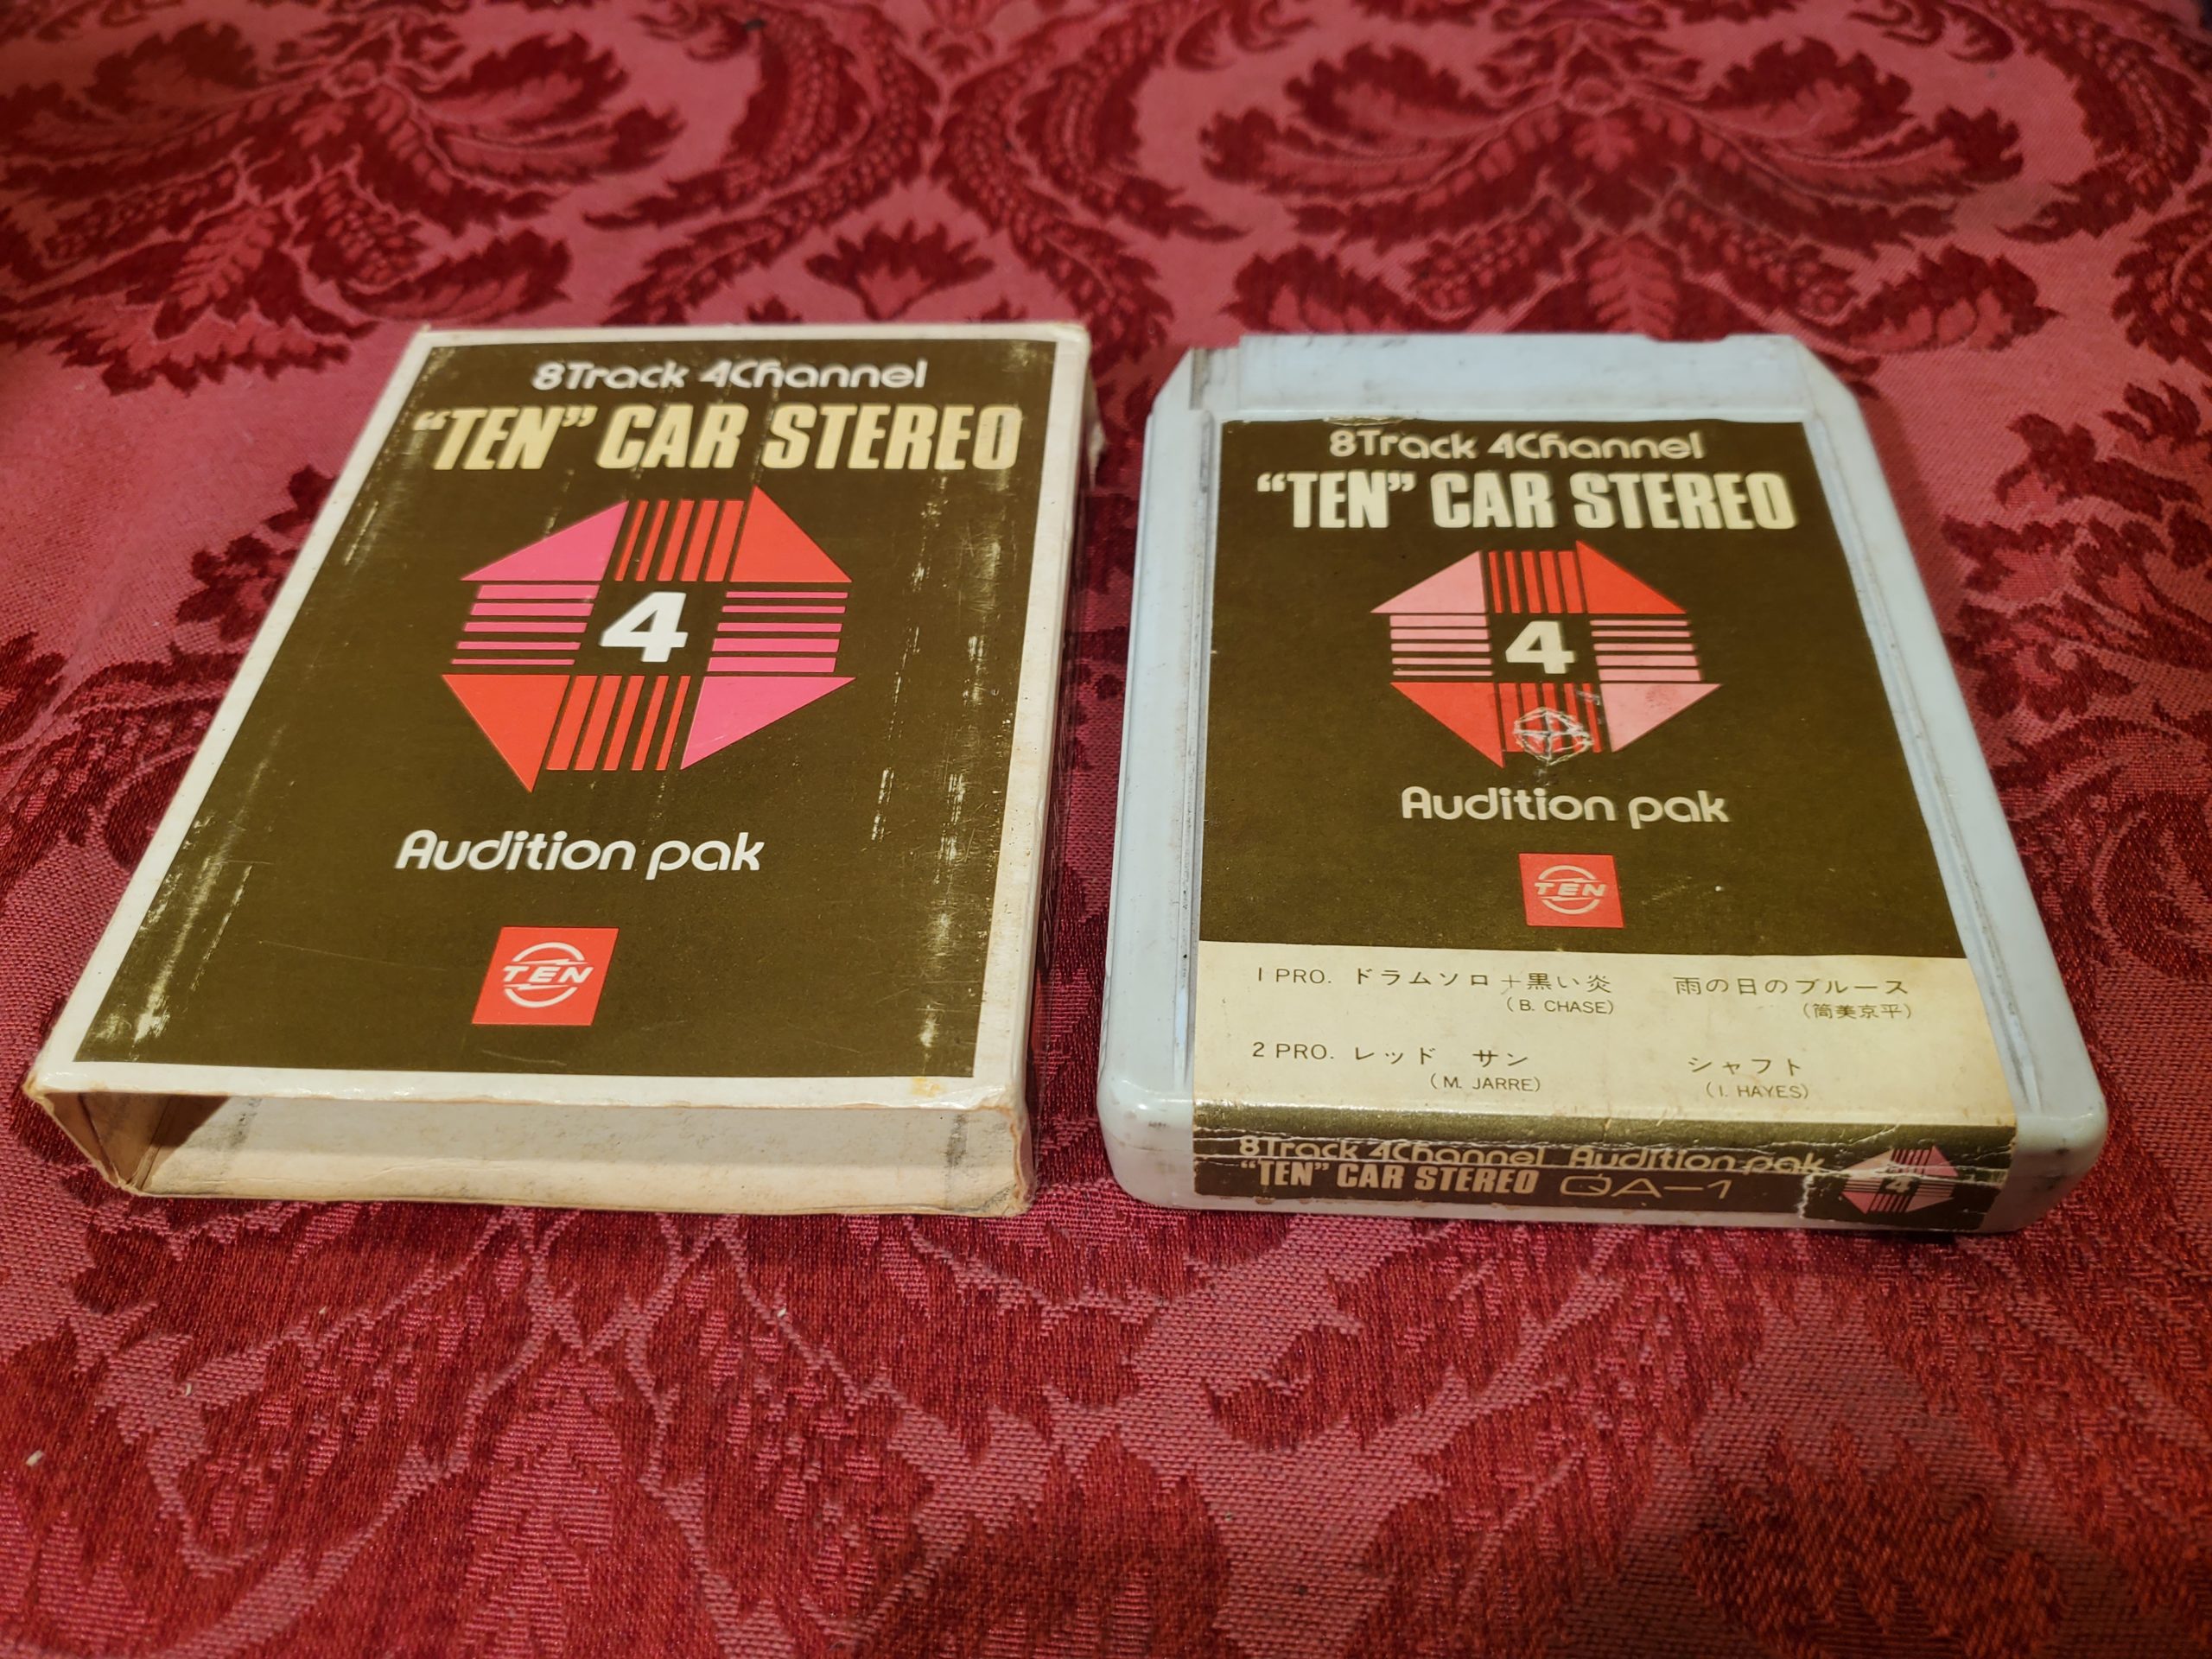 8Track 4Channel
“TEN” CAR STEREO
4
Audition pak
TEN
8Track 4Channel
“TEN” CAR STEREO
4
Audition pak
TEN
1 PRO. ドラムソロ+黒い炎 雨の日のブルース
(B. CHASE) (筒美京平)
2 PRO. レッド サン シャフト
(M. JARRE) (I. HAYES)
8Track 4Channel Audition pak
“TEN” CAR STEREO QA-1
4